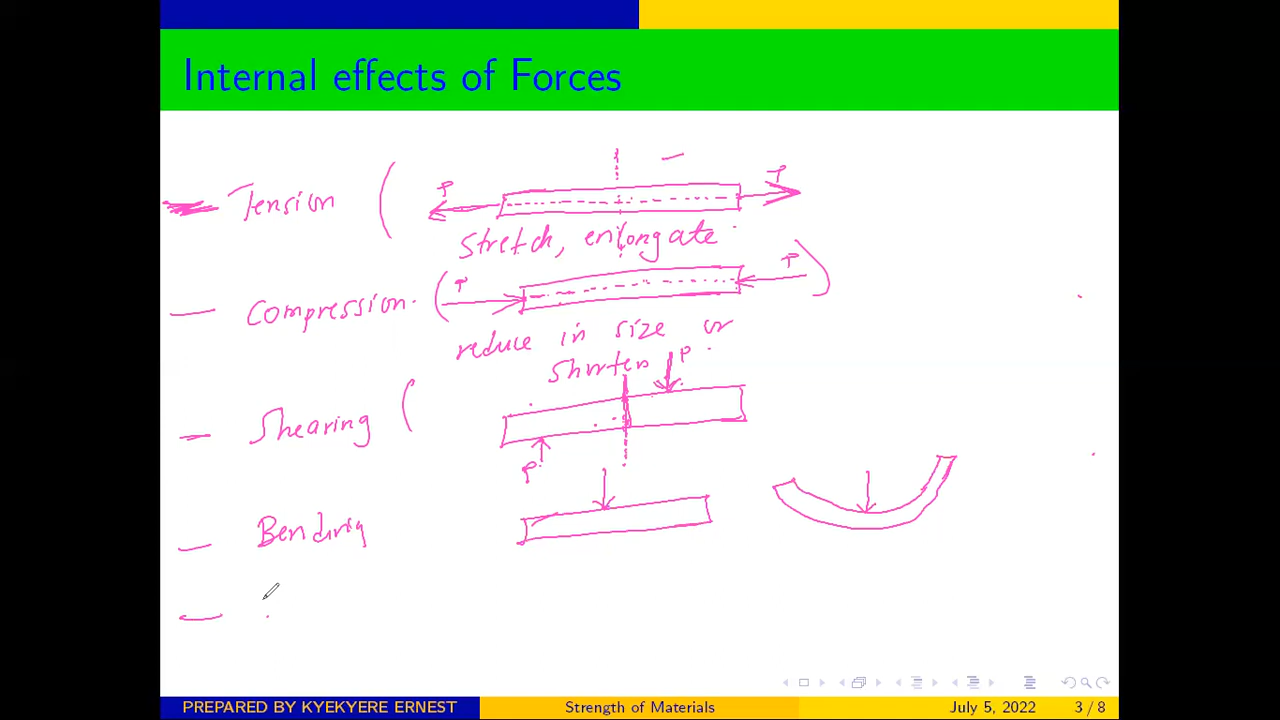 Internal effects of Forces
Tension (
P P
stretch, enlongate
Compression. ( P P )
reduce in size or
shorten
P
Shearing (
P
Bending
PREPARED BY KYEKYERE ERNEST Strength of Materials July 5, 2022 3 / 8